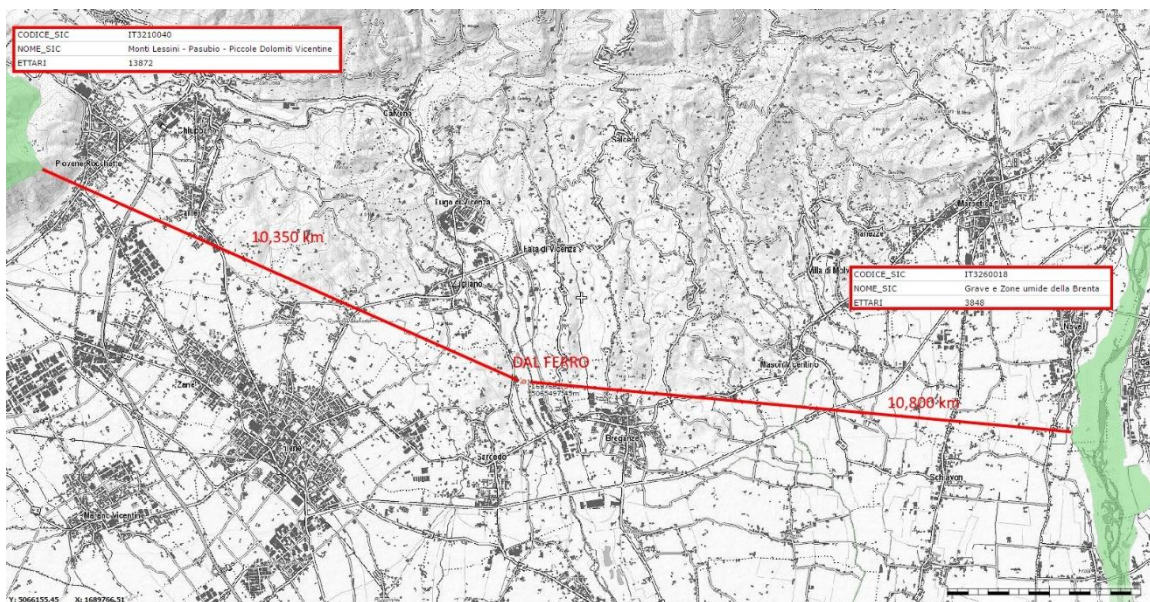 CODICE_SIC IT3210040
NOME_SIC Monti Lessini - Pasubio - Piccole Dolomiti Vicentine
ETTARI 13872
Calvene
Salcedo
Piovene Rocchette
Lugo di Vicenza
Marostica
Fara di Vicenza
10,350 km
CODICE_SIC IT3260018
NOME_SIC Grave e Zone umide della Brenta
ETTARI 3848
Zugliano
Nove
DAL FERRO
Zanè
10,800 km
Breganze
Sarcedo
Thiene
Schiavon
Marano Vicentino
Y: 5066155,45 X: 1689766,51